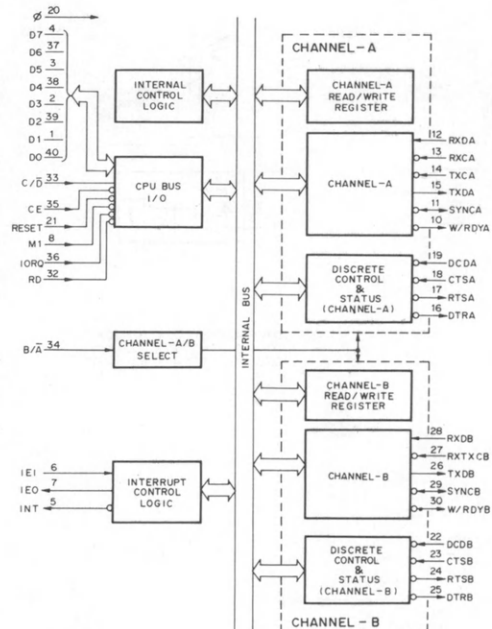 Ø 20
D7 4
D6 37
D5 3
D4 38
D3 2
D2 39
D1 1
D0 40
C/D̅ 33
CE 35
RESET 21
M1 8
IORQ 36
RD 32
B/A̅ 34
IEI 6
IEO 7
INT 5
INTERNAL
CONTROL
LOGIC
CPU BUS
I/O
CHANNEL-A/B
SELECT
INTERRUPT
CONTROL
LOGIC
INTERNAL BUS
CHANNEL-A
CHANNEL-A
READ/WRITE
REGISTER
CHANNEL-A
DISCRETE
CONTROL
&
STATUS
(CHANNEL-A)
12 RXDA
13 RXCA
14 TXCA
15 TXDA
11 SYNCA
10 W/RDYA
19 DCDA
18 CTSA
17 RTSA
16 DTRA
CHANNEL-B
READ/WRITE
REGISTER
CHANNEL-B
DISCRETE
CONTROL
&
STATUS
(CHANNEL-B)
28 RXDB
27 RXTXCB
26 TXDB
29 SYNCB
30 W/RDYB
22 DCDB
23 CTSB
24 RTSB
25 DTRB
CHANNEL - B